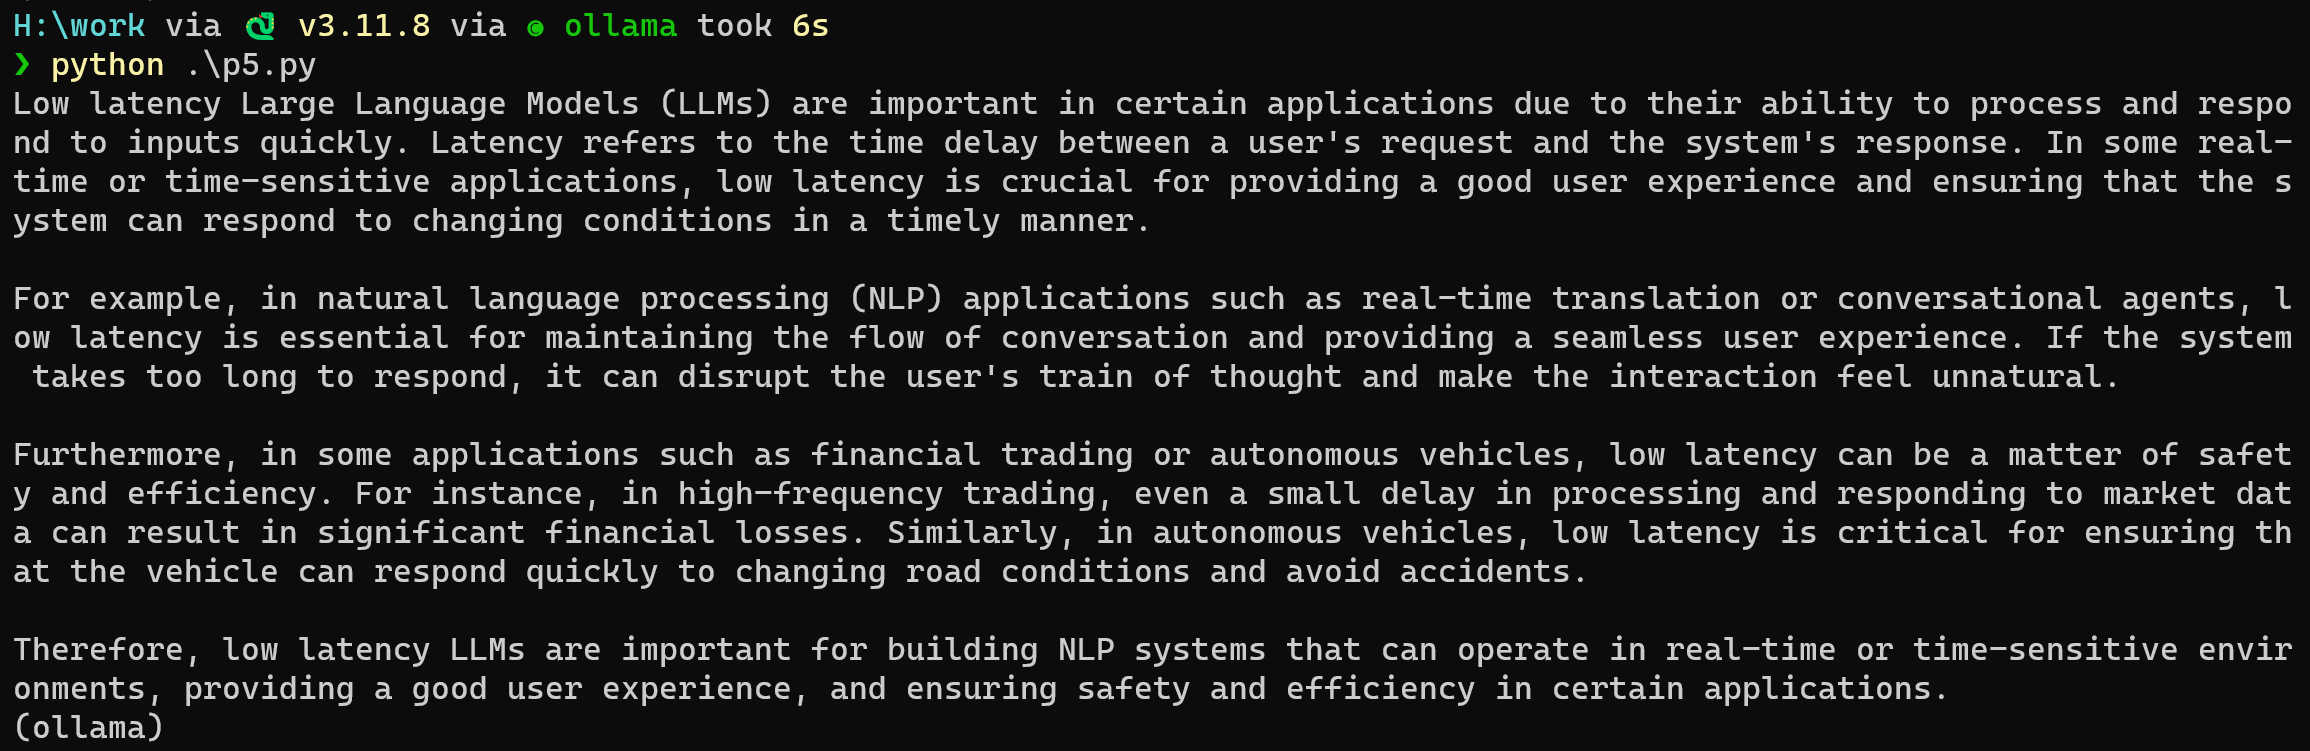 H:\work via 🐍 v3.11.8 via © ollama took 6s
❯ python .\p5.py
Low latency Large Language Models (LLMs) are important in certain applications due to their ability to process and respo
nd to inputs quickly. Latency refers to the time delay between a user's request and the system's response. In some real-
time or time-sensitive applications, low latency is crucial for providing a good user experience and ensuring that the s
ystem can respond to changing conditions in a timely manner.

For example, in natural language processing (NLP) applications such as real-time translation or conversational agents, l
ow latency is essential for maintaining the flow of conversation and providing a seamless user experience. If the system
 takes too long to respond, it can disrupt the user's train of thought and make the interaction feel unnatural.

Furthermore, in some applications such as financial trading or autonomous vehicles, low latency can be a matter of safet
y and efficiency. For instance, in high-frequency trading, even a small delay in processing and responding to market dat
a can result in significant financial losses. Similarly, in autonomous vehicles, low latency is critical for ensuring th
at the vehicle can respond quickly to changing road conditions and avoid accidents.

Therefore, low latency LLMs are important for building NLP systems that can operate in real-time or time-sensitive envir
onments, providing a good user experience, and ensuring safety and efficiency in certain applications.
(ollama)